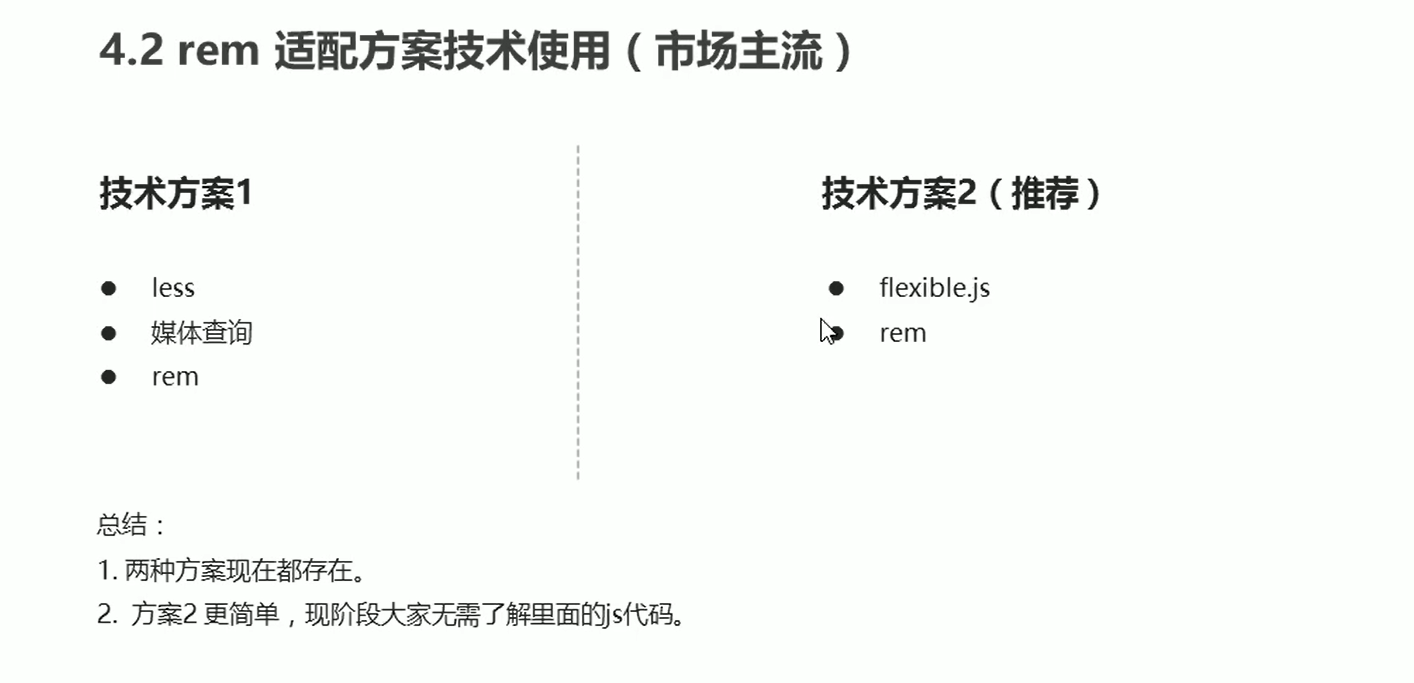 4.2 rem 适配方案技术使用（市场主流）
技术方案1
● less
● 媒体查询
● rem
技术方案2（推荐）
● flexible.js
● rem
总结：
1. 两种方案现在都存在。
2. 方案2 更简单，现阶段大家无需了解里面的js代码。